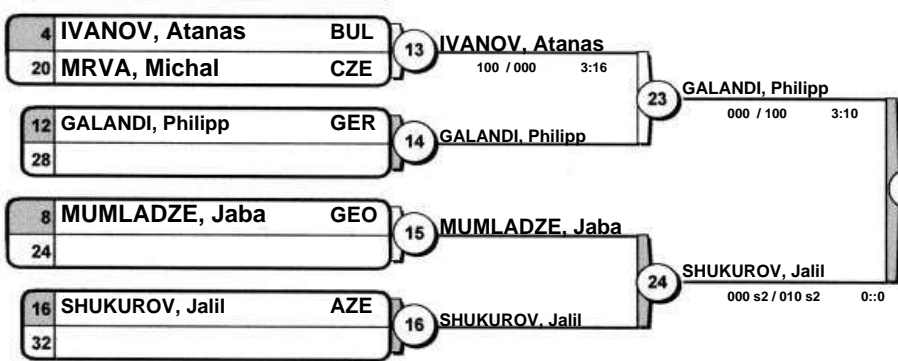 4 IVANOV, Atanas BUL
20 MRVA, Michal CZE
13
IVANOV, Atanas
100 / 000 3:16
12 GALANDI, Philipp GER
28
14
GALANDI, Philipp
23
GALANDI, Philipp
000 / 100 3:10
8 MUMLADZE, Jaba GEO
24
15
MUMLADZE, Jaba
16 SHUKUROV, Jalil AZE
32
16
SHUKUROV, Jalil
24
SHUKUROV, Jalil
000 s2 / 010 s2 0::0